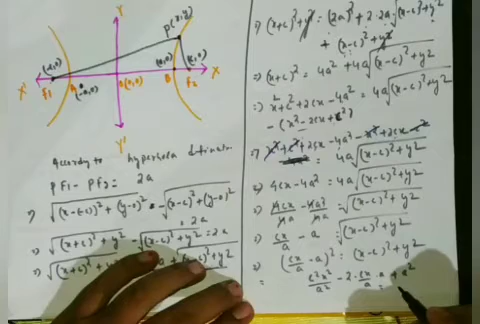 Y
P(x,y)
(-c,0) (a,0) (c,0)
X' F1 A (-a,0) O(0,0) B F2 X
Y'
According to hyperbola
PF1 - PF2 = 2a
⇒ √(x-(-c))²+(y-0)² - √(x-c)²+(y-0)² = 2a
⇒ √(x+c)²+y² - √(x-c)²+y² = 2a
⇒ √(x+c)²+y² = 2a + √(x-c)²+y²
⇒ (x+c)²+y² = (2a)² + 2·2a √(x-c)²+y²
+ (x-c)²+y²
⇒ (x+c)² = 4a² + 4a√(x-c)²+y²
⇒ x²+c²+2cx-4a² = 4a√(x-c)²+y²
- (x²-2cx+c²)
⇒ x²+c²+2cx-4a²-x²+2cx-c²
= 4a√(x-c)²+y²
⇒ 4cx-4a² = 4a√(x-c)²+y²
⇒ 4cx/4a - 4a²/4a = √(x-c)²+y²
⇒ cx/a - a = √(x-c)²+y²
⇒ (cx/a - a)² = (x-c)²+y²
= c²x²/a² - 2·cx/a·a + a²